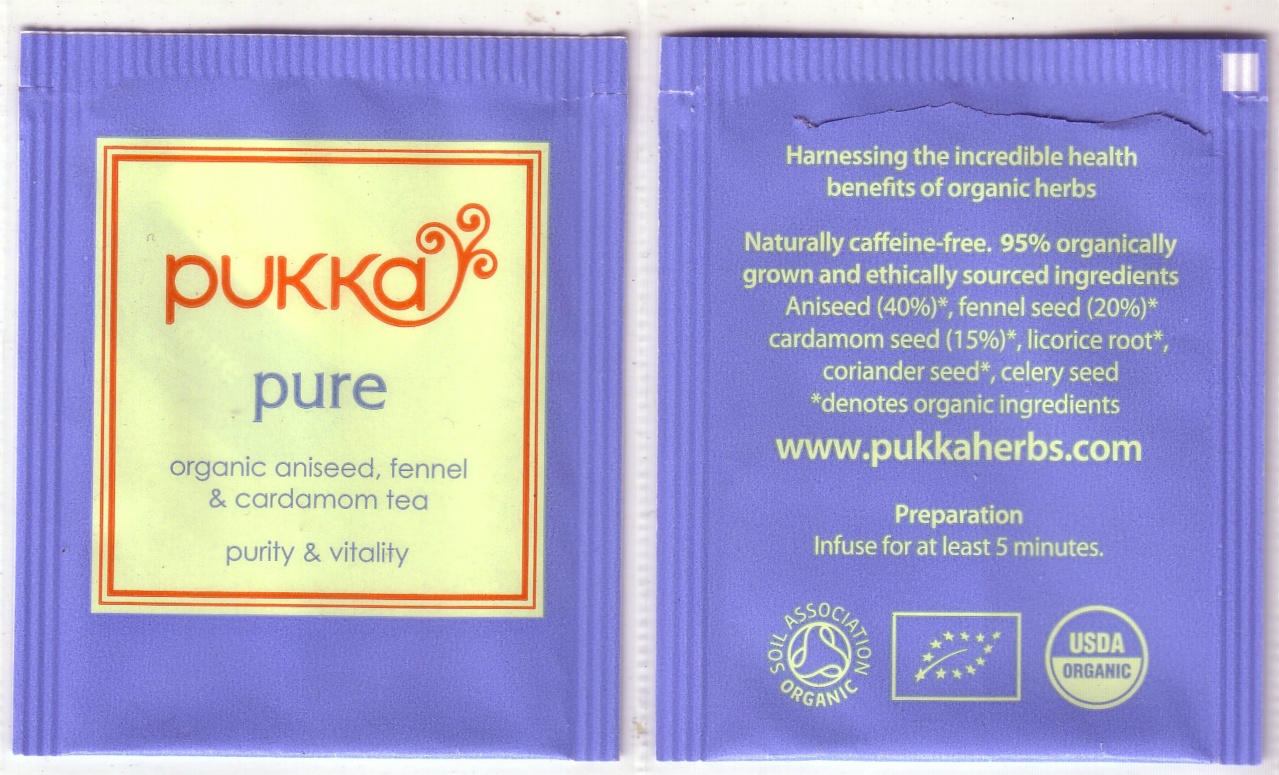 pukka
pure
organic aniseed, fennel
& cardamom tea
purity & vitality
Harnessing the incredible health
benefits of organic herbs
Naturally caffeine-free. 95% organically
grown and ethically sourced ingredients
Aniseed (40%)*, fennel seed (20%)*
cardamom seed (15%)*, licorice root*,
coriander seed*, celery seed
*denotes organic ingredients
www.pukkaherbs.com
Preparation
Infuse for at least 5 minutes.
SOIL ASSOCIATION
ORGANIC
USDA
ORGANIC